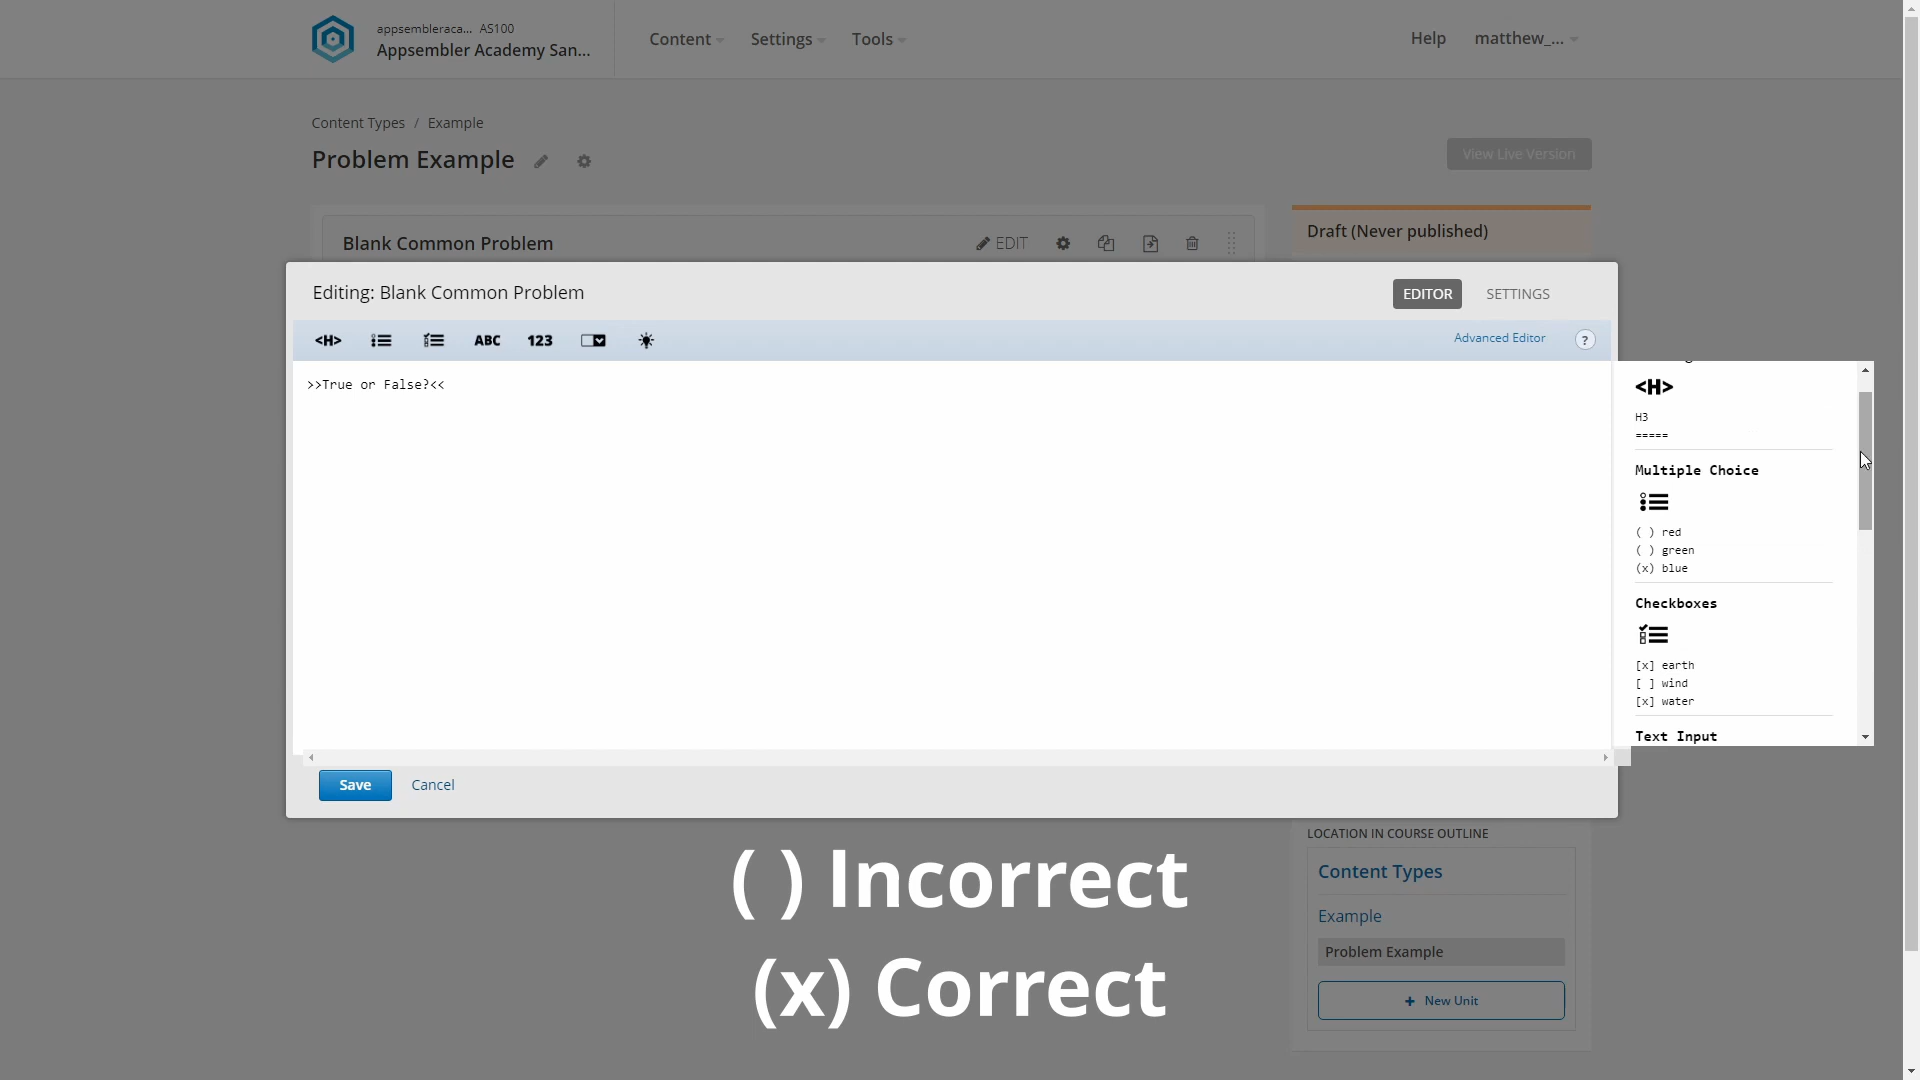 appsembleraca... AS100
Appsembler Academy San...
Content
Settings
Tools
Help
matthew_...
Content Types / Example
Problem Example
View Live Version
Blank Common Problem
EDIT
Draft (Never published)
Editing: Blank Common Problem
EDITOR
SETTINGS
<H>
ABC
123
Advanced Editor
?
>>True or False?<<
<H>
H3
=====
Multiple Choice
( ) red
( ) green
(x) blue
Checkboxes
[x] earth
[ ] wind
[x] water
Text Input
Save
Cancel
LOCATION IN COURSE OUTLINE
Content Types
Example
Problem Example
+ New Unit
( ) Incorrect
(x) Correct